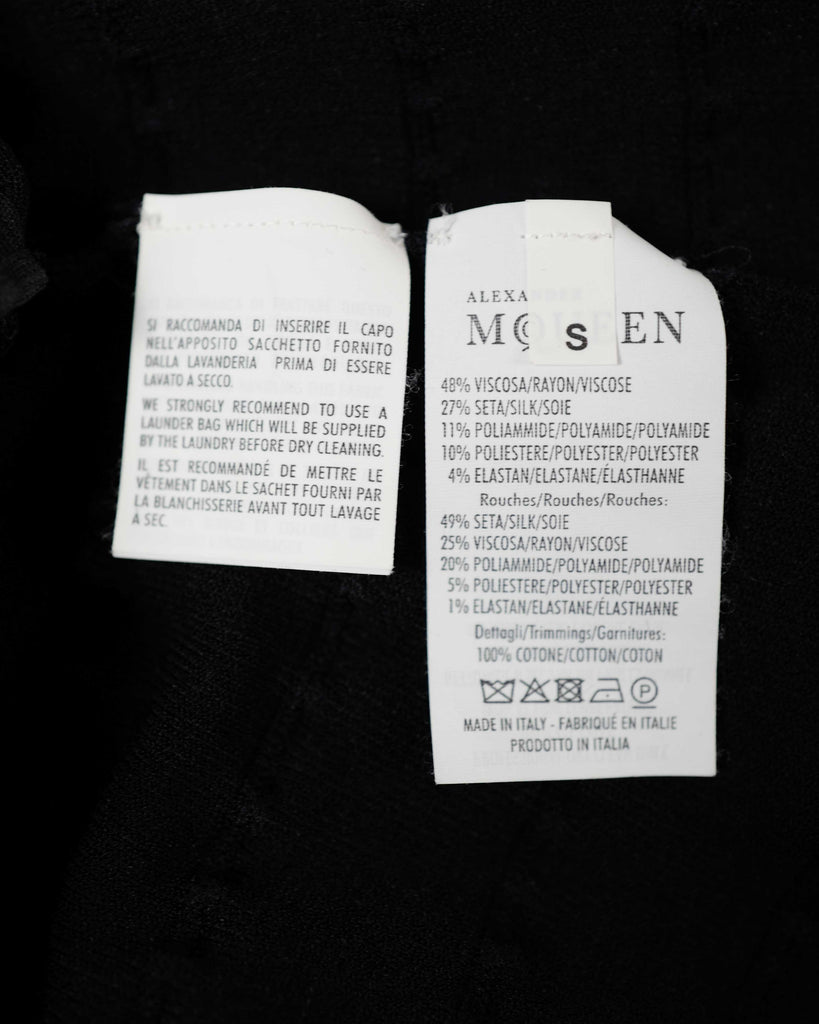 SI RACCOMANDA DI INSERIRE IL CAPO
NELL'APPOSITO SACCHETTO FORNITO
DALLA LAVANDERIA PRIMA DI ESSERE
LAVATO A SECCO.
WE STRONGLY RECOMMEND TO USE A
LAUNDER BAG WHICH WILL BE SUPPLIED
BY THE LAUNDRY BEFORE DRY CLEANING.
IL EST RECOMMANDÉ DE METTRE LE
VÊTEMENT DANS LE SACHET FOURNI PAR
LA BLANCHISSERIE AVANT TOUT LAVAGE
A SEC.
ALEXANDER
MCQUEEN
S
48% VISCOSA/RAYON/VISCOSE
27% SETA/SILK/SOIE
11% POLIAMMIDE/POLYAMIDE/POLYAMIDE
10% POLIESTERE/POLYESTER/POLYESTER
4% ELASTAN/ELASTANE/ÉLASTHANNE
Rouches/Rouches/Rouches:
49% SETA/SILK/SOIE
25% VISCOSA/RAYON/VISCOSE
20% POLIAMMIDE/POLYAMIDE/POLYAMIDE
5% POLIESTERE/POLYESTER/POLYESTER
1% ELASTAN/ELASTANE/ÉLASTHANNE
Dettagli/Trimmings/Garnitures:
100% COTONE/COTTON/COTON
P
MADE IN ITALY - FABRIQUÉ EN ITALIE
PRODOTTO IN ITALIA